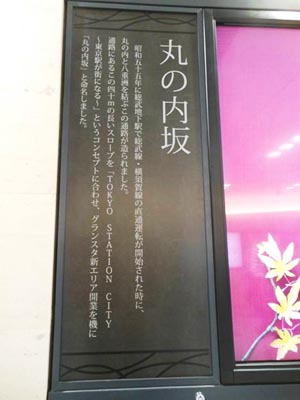 丸の内坂
昭和五十五年に総武地下駅で総武線・横須賀線の直通運転が開始された時に、
丸の内と八重洲を結ぶこの通路が造られました。
通路にあるこの四十mの長いスロープを「TOKYO STATION CITY
～東京駅が街になる～」というコンセプトに合わせ、グランスタ新エリア開業を機に
「丸の内坂」と命名しました。